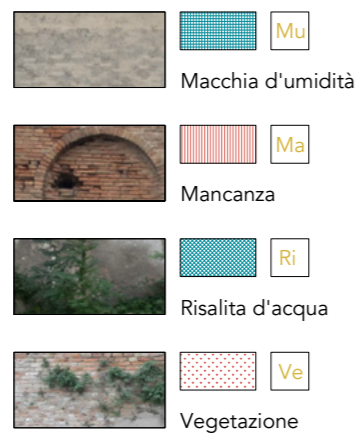 Mu
Macchia d'umidità
Ma
Mancanza
Ri
Risalita d'acqua
Ve
Vegetazione